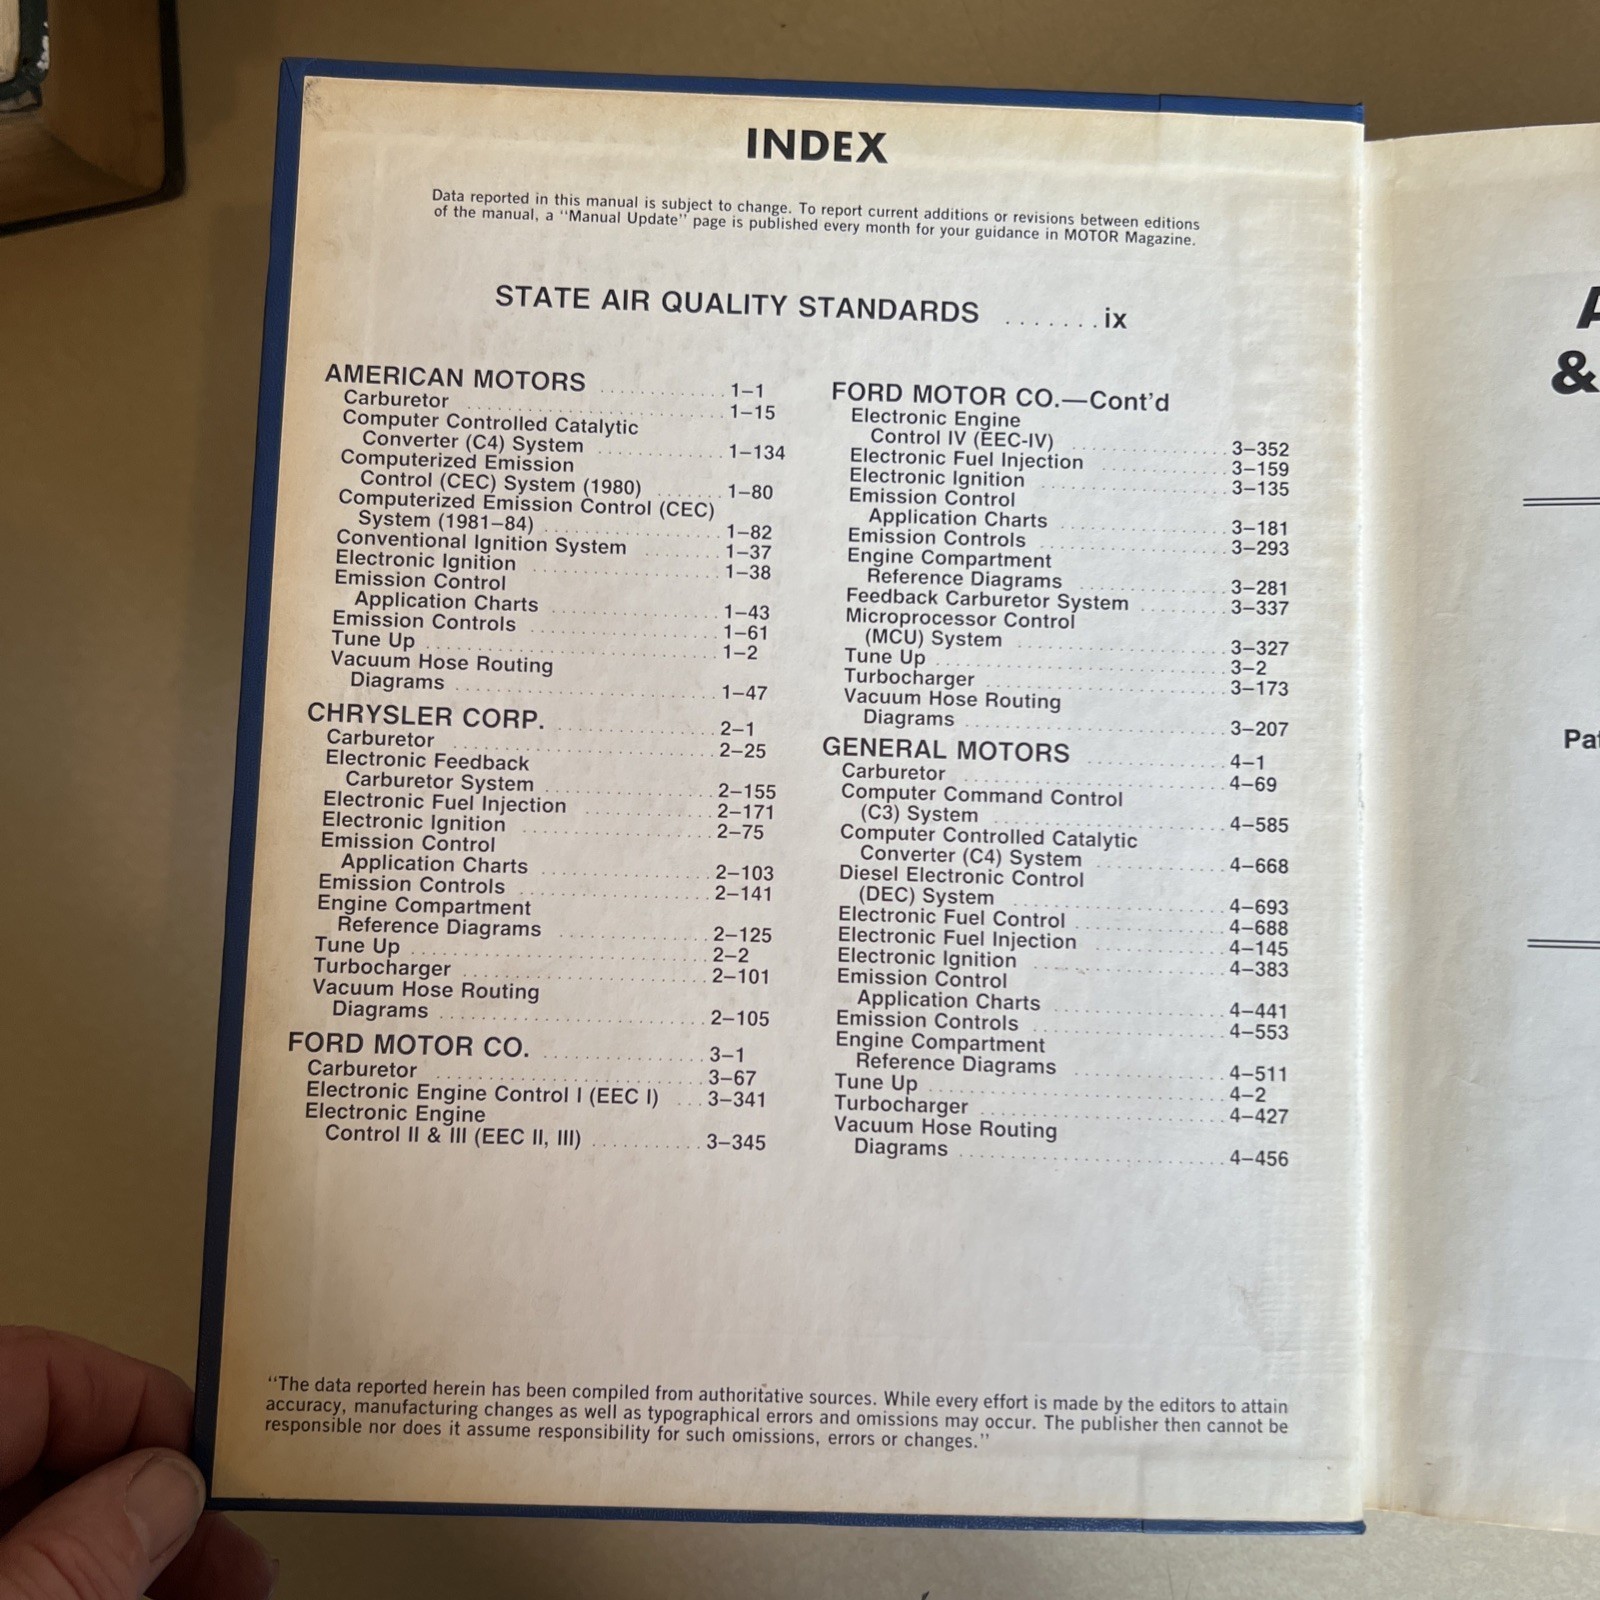 INDEX
Data reported in this manual is subject to change. To report current additions or revisions between editions
of the manual, a "Manual Update" page is published every month for your guidance in MOTOR Magazine.
STATE AIR QUALITY STANDARDS ....... ix
AMERICAN MOTORS ............ 1–1
Carburetor ............ 1–15
Computer Controlled Catalytic
Converter (C4) System ............ 1–134
Computerized Emission
Control (CEC) System (1980) ....... 1–80
Computerized Emission Control (CEC)
System (1981–84) ............ 1–82
Conventional Ignition System ........ 1–37
Electronic Ignition ............ 1–38
Emission Control
Application Charts ............ 1–43
Emission Controls ............ 1–61
Tune Up ............ 1–2
Vacuum Hose Routing
Diagrams ............ 1–47
CHRYSLER CORP. ............ 2–1
Carburetor ............ 2–25
Electronic Feedback
Carburetor System ............ 2–155
Electronic Fuel Injection ............ 2–171
Electronic Ignition ............ 2–75
Emission Control
Application Charts ............ 2–103
Emission Controls ............ 2–141
Engine Compartment
Reference Diagrams ............ 2–125
Tune Up ............ 2–2
Turbocharger ............ 2–101
Vacuum Hose Routing
Diagrams ............ 2–105
FORD MOTOR CO. ............ 3–1
Carburetor ............ 3–67
Electronic Engine Control I (EEC I) ... 3–341
Electronic Engine
Control II & III (EEC II, III) ........... 3–345
FORD MOTOR CO.—Cont'd
Electronic Engine
Control IV (EEC-IV) ............ 3–352
Electronic Fuel Injection ............ 3–159
Electronic Ignition ............ 3–135
Emission Control
Application Charts ............ 3–181
Emission Controls ............ 3–293
Engine Compartment
Reference Diagrams ............ 3–281
Feedback Carburetor System ......... 3–337
Microprocessor Control
(MCU) System ............ 3–327
Tune Up ............ 3–2
Turbocharger ............ 3–173
Vacuum Hose Routing
Diagrams ............ 3–207
GENERAL MOTORS ............ 4–1
Carburetor ............ 4–69
Computer Command Control
(C3) System ............ 4–585
Computer Controlled Catalytic
Converter (C4) System ............ 4–668
Diesel Electronic Control
(DEC) System ............ 4–693
Electronic Fuel Control ............ 4–688
Electronic Fuel Injection ............ 4–145
Electronic Ignition ............ 4–383
Emission Control
Application Charts ............ 4–441
Emission Controls ............ 4–553
Engine Compartment
Reference Diagrams ............ 4–511
Tune Up ............ 4–2
Turbocharger ............ 4–427
Vacuum Hose Routing
Diagrams ............ 4–456
"The data reported herein has been compiled from authoritative sources. While every effort is made by the editors to attain
accuracy, manufacturing changes as well as typographical errors and omissions may occur. The publisher then cannot be
responsible nor does it assume responsibility for such omissions, errors or changes."
&